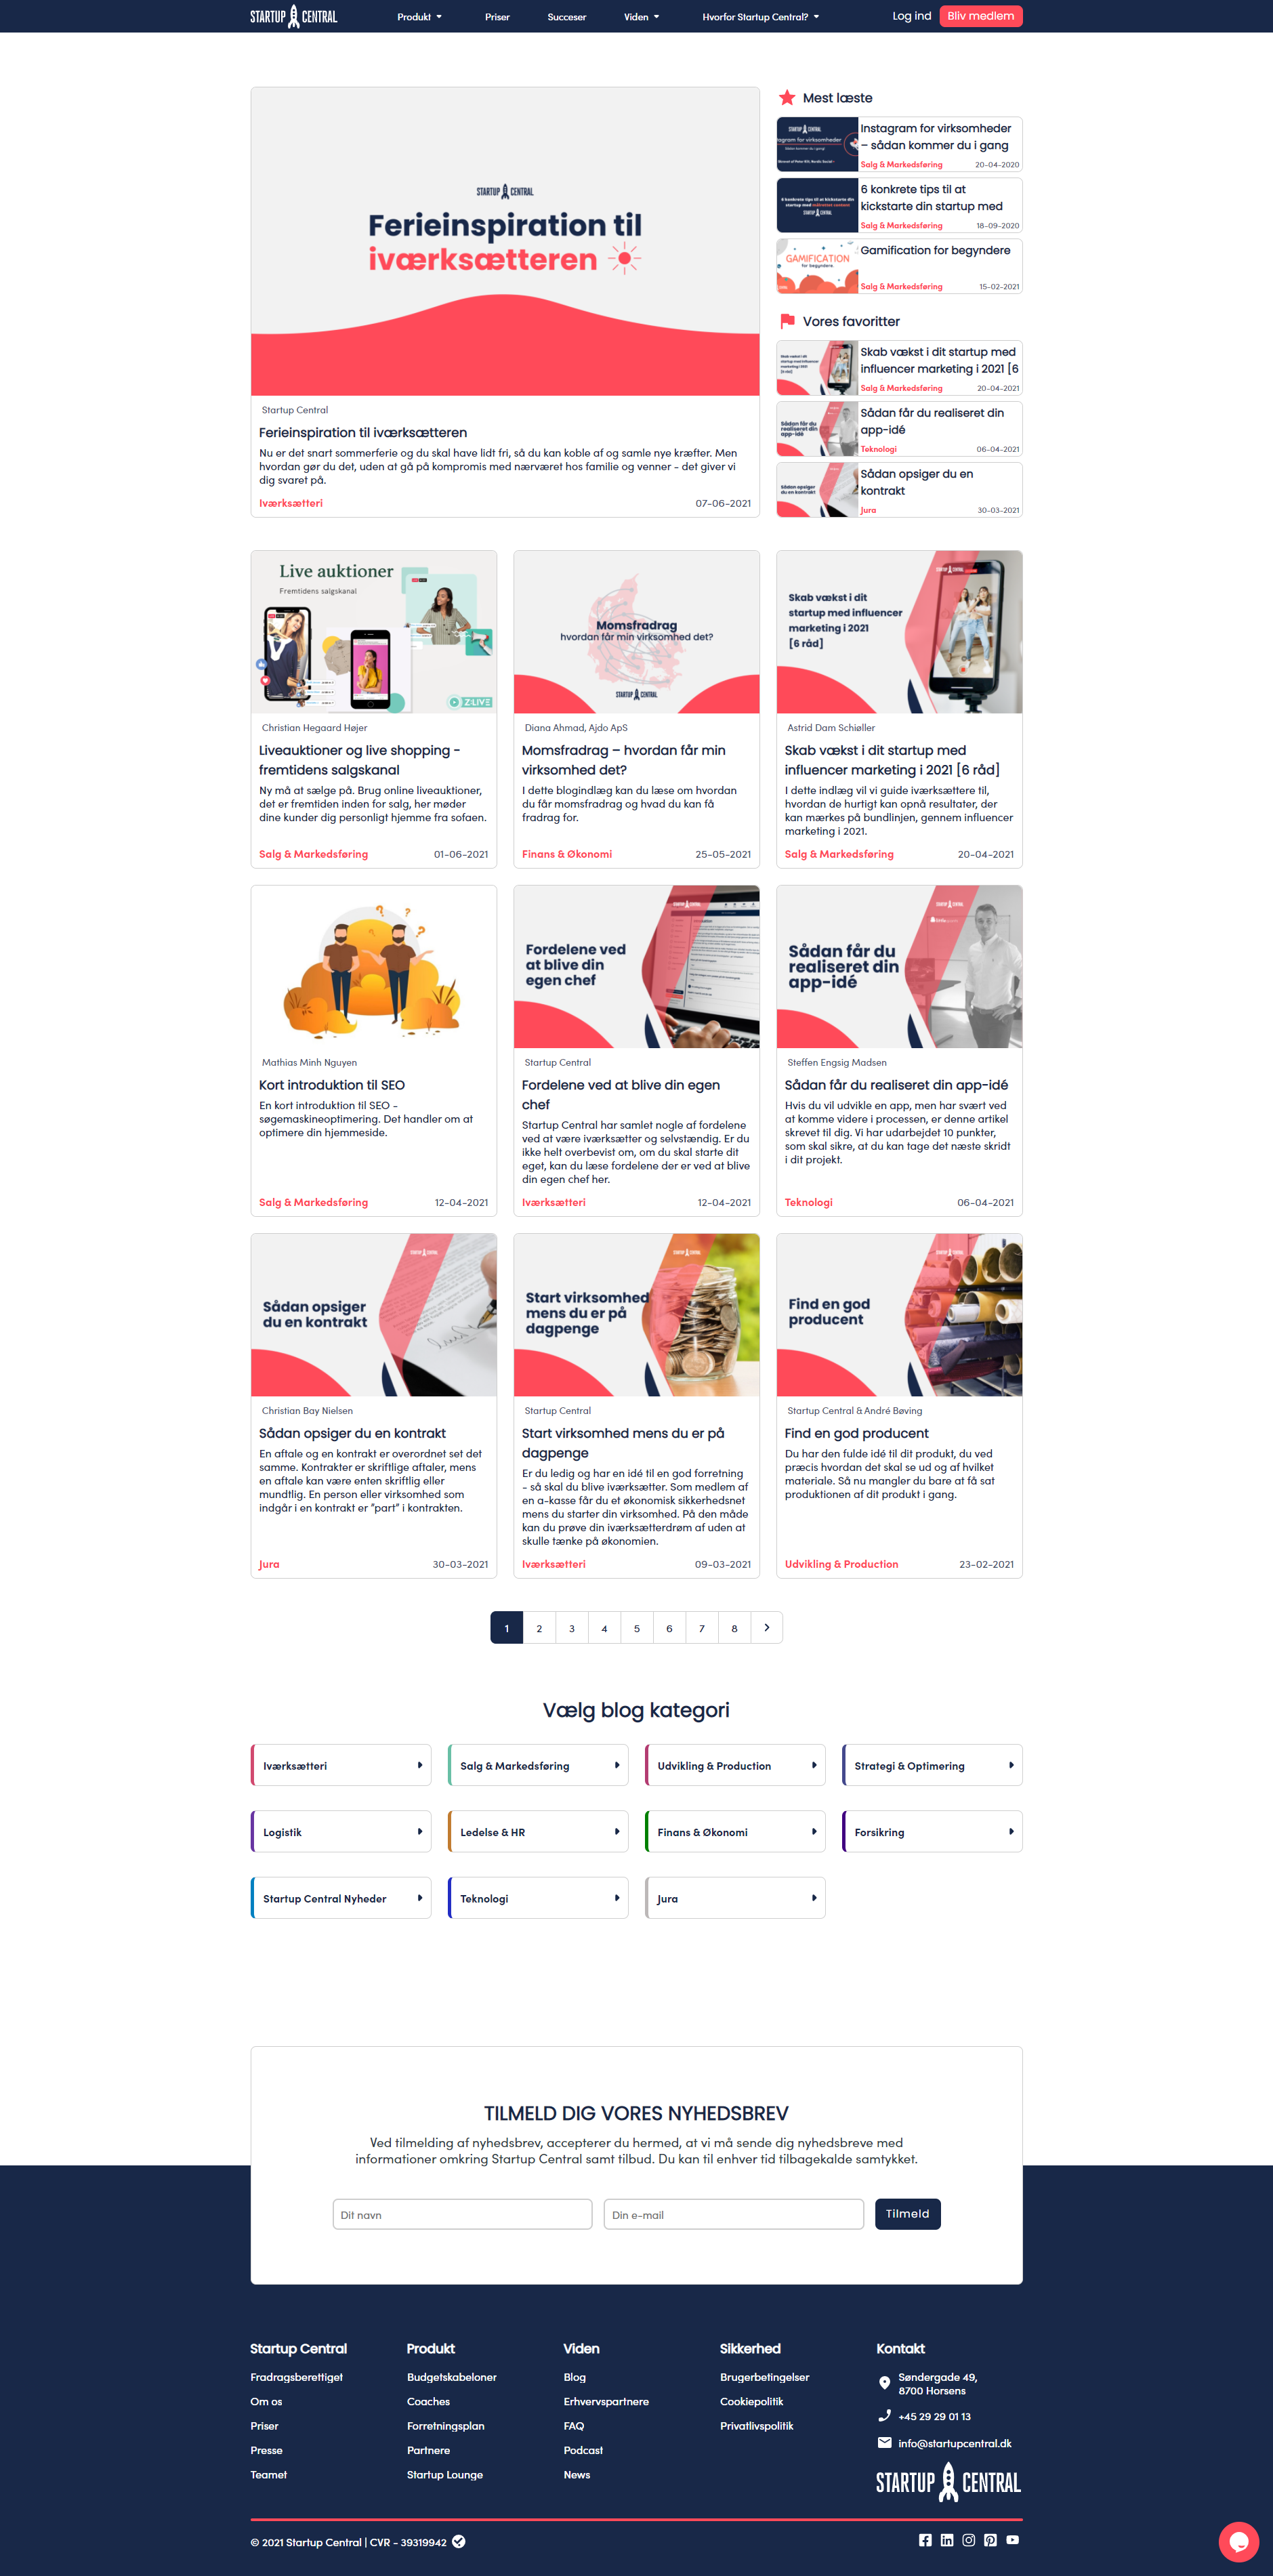 STARTUP CENTRAL
Produkt
Priser
Succeser
Viden
Hvorfor Startup Central?
Log ind
Bliv medlem
STARTUP CENTRAL
Ferieinspiration til
iværksætteren
Startup Central
Ferieinspiration til iværksætteren
Nu er det snart sommerferie og du skal have lidt fri, så du kan koble af og samle nye kræfter. Men
hvordan gør du det, uden at gå på kompromis med nærværet hos familie og venner - det giver vi
dig svaret på.
Iværksætteri
07-06-2021
Mest læste
Instagram for virksomheder
– sådan kommer du i gang
Salg & Markedsføring
20-04-2020
6 konkrete tips til at
kickstarte din startup med
Salg & Markedsføring
18-09-2020
GAMIFICATION
for begyndere
Gamification for begyndere
Salg & Markedsføring
15-02-2021
Vores favoritter
Skab vækst i dit startup med
influencer marketing i 2021 [6
Salg & Markedsføring
20-04-2021
Sådan får du realiseret din
app-idé
Sådan får du realiseret din
app-idé
Teknologi
06-04-2021
Sådan opsiger du en kontrakt
Sådan opsiger du en
kontrakt
Jura
30-03-2021
Live auktioner
Fremtidens salgskanal
ZLIVE
Christian Hegaard Højer
Liveauktioner og live shopping -
fremtidens salgskanal
Ny må at sælge på. Brug online liveauktioner,
det er fremtiden inden for salg, her møder
dine kunder dig personligt hjemme fra sofaen.
Salg & Markedsføring
01-06-2021
Momsfradrag
hvordan får min virksomhed det?
STARTUP CENTRAL
Diana Ahmad, Ajdo ApS
Momsfradrag – hvordan får min
virksomhed det?
I dette blogindlæg kan du læse om hvordan
du får momsfradrag og hvad du kan få
fradrag for.
Finans & Økonomi
25-05-2021
Skab vækst i dit
startup med influencer
marketing i 2021
[6 råd]
Astrid Dam Schiøller
Skab vækst i dit startup med
influencer marketing i 2021 [6 råd]
I dette indlæg vil vi guide iværksættere til,
hvordan de hurtigt kan opnå resultater, der
kan mærkes på bundlinjen, gennem influencer
marketing i 2021.
Salg & Markedsføring
20-04-2021
Mathias Minh Nguyen
Kort introduktion til SEO
En kort introduktion til SEO -
søgemaskineoptimering. Det handler om at
optimere din hjemmeside.
Salg & Markedsføring
12-04-2021
Fordelene ved
at blive din
egen chef
Startup Central
Fordelene ved at blive din egen
chef
Startup Central har samlet nogle af fordelene
ved at være iværksætter og selvstændig. Er du
ikke helt overbevist om, om du skal starte dit
eget, kan du læse fordelene der er ved at blive
din egen chef her.
Iværksætteri
12-04-2021
Sådan får du
realiseret din
app-idé
Steffen Engsig Madsen
Sådan får du realiseret din app-idé
Hvis du vil udvikle en app, men har svært ved
at komme videre i processen, er denne artikel
skrevet til dig. Vi har udarbejdet 10 punkter,
som skal sikre, at du kan tage det næste skridt
i dit projekt.
Teknologi
06-04-2021
Sådan opsiger
du en kontrakt
Christian Bay Nielsen
Sådan opsiger du en kontrakt
En aftale og en kontrakt er overordnet set det
samme. Kontrakter er skriftlige aftaler, mens
en aftale kan være enten skriftlig eller
mundtlig. En person eller virksomhed som
indgår i en kontrakt er ”part” i kontrakten.
Jura
30-03-2021
Start virksomhed
mens du er på
dagpenge
Startup Central
Start virksomhed mens du er på
dagpenge
Er du ledig og har en idé til en god forretning
- så skal du blive iværksætter. Som medlem af
en a-kasse får du et økonomisk sikkerhedsnet
mens du starter din virksomhed. På den måde
kan du prøve din iværksætterdrøm af uden at
skulle tænke på økonomien.
Iværksætteri
09-03-2021
Find en god
producent
Startup Central & André Bøving
Find en god producent
Du har den fulde idé til dit produkt, du ved
præcis hvordan det skal se ud og af hvilket
materiale. Så nu mangler du bare at få sat
produktionen af dit produkt i gang.
Udvikling & Production
23-02-2021
1 2 3 4 5 6 7 8
Vælg blog kategori
Iværksætteri
Salg & Markedsføring
Udvikling & Production
Strategi & Optimering
Logistik
Ledelse & HR
Finans & Økonomi
Forsikring
Startup Central Nyheder
Teknologi
Jura
TILMELD DIG VORES NYHEDSBREV
Ved tilmelding af nyhedsbrev, accepterer du hermed, at vi må sende dig nyhedsbreve med
informationer omkring Startup Central samt tilbud. Du kan til enhver tid tilbagekalde samtykket.
Dit navn
Din e-mail
Tilmeld
Startup Central
Fradragsberettiget
Om os
Priser
Presse
Teamet
Produkt
Budgetskabeloner
Coaches
Forretningsplan
Partnere
Startup Lounge
Viden
Blog
Erhvervspartnere
FAQ
Podcast
News
Sikkerhed
Brugerbetingelser
Cookiepolitik
Privatlivspolitik
Kontakt
Søndergade 49,
8700 Horsens
+45 29 29 01 13
info@startupcentral.dk
STARTUP CENTRAL
© 2021 Startup Central | CVR - 39319942